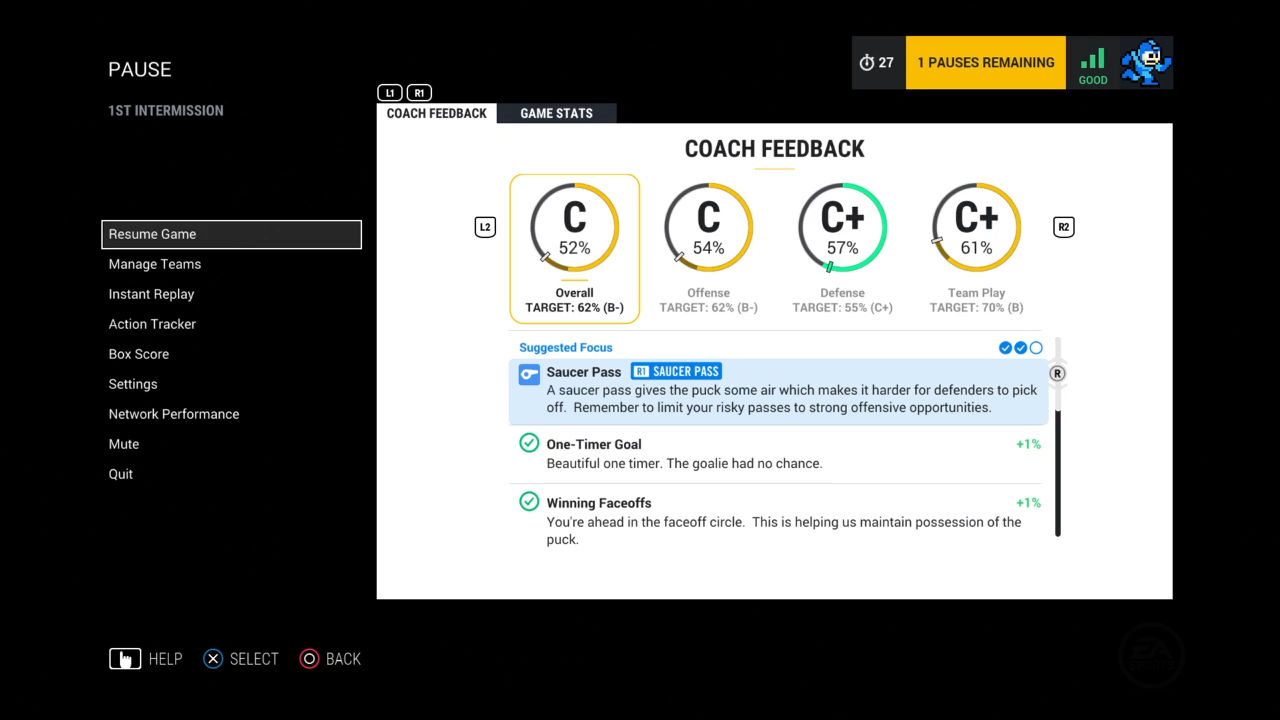 PAUSE
1ST INTERMISSION
27
1 PAUSES REMAINING
GOOD
L1 R1
COACH FEEDBACK
GAME STATS
Resume Game
Manage Teams
Instant Replay
Action Tracker
Box Score
Settings
Network Performance
Mute
Quit
COACH FEEDBACK
L2
C
52%
Overall
TARGET: 62% (B-)
C
54%
Offense
TARGET: 62% (B-)
C+
57%
Defense
TARGET: 55% (C+)
C+
61%
Team Play
TARGET: 70% (B)
R2
Suggested Focus
R
Saucer Pass R1 SAUCER PASS
A saucer pass gives the puck some air which makes it harder for defenders to pick
off. Remember to limit your risky passes to strong offensive opportunities.
One-Timer Goal +1%
Beautiful one timer. The goalie had no chance.
Winning Faceoffs +1%
You're ahead in the faceoff circle. This is helping us maintain possession of the
puck.
HELP
SELECT
BACK
EA
SPORTS